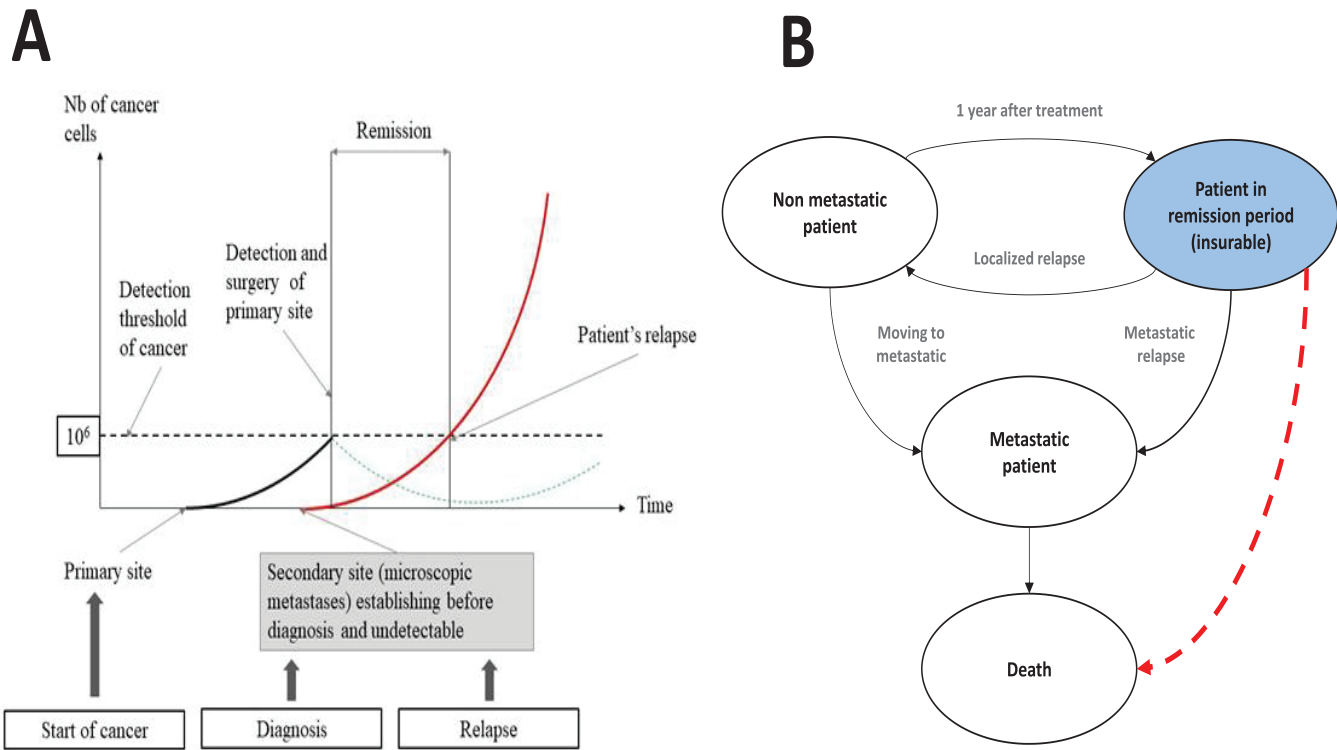 A
Nb of cancer
cells
Remission
Detection and
surgery of
primary site
Detection
threshold
of cancer
Patient's relapse
10⁶
Time
Primary site
Secondary site (microscopic
metastases) establishing before
diagnosis and undetectable
Start of cancer
Diagnosis
Relapse
B
1 year after treatment
Non metastatic
patient
Patient in
remission period
(insurable)
Localized relapse
Moving to
metastatic
Metastatic
relapse
Metastatic
patient
Death